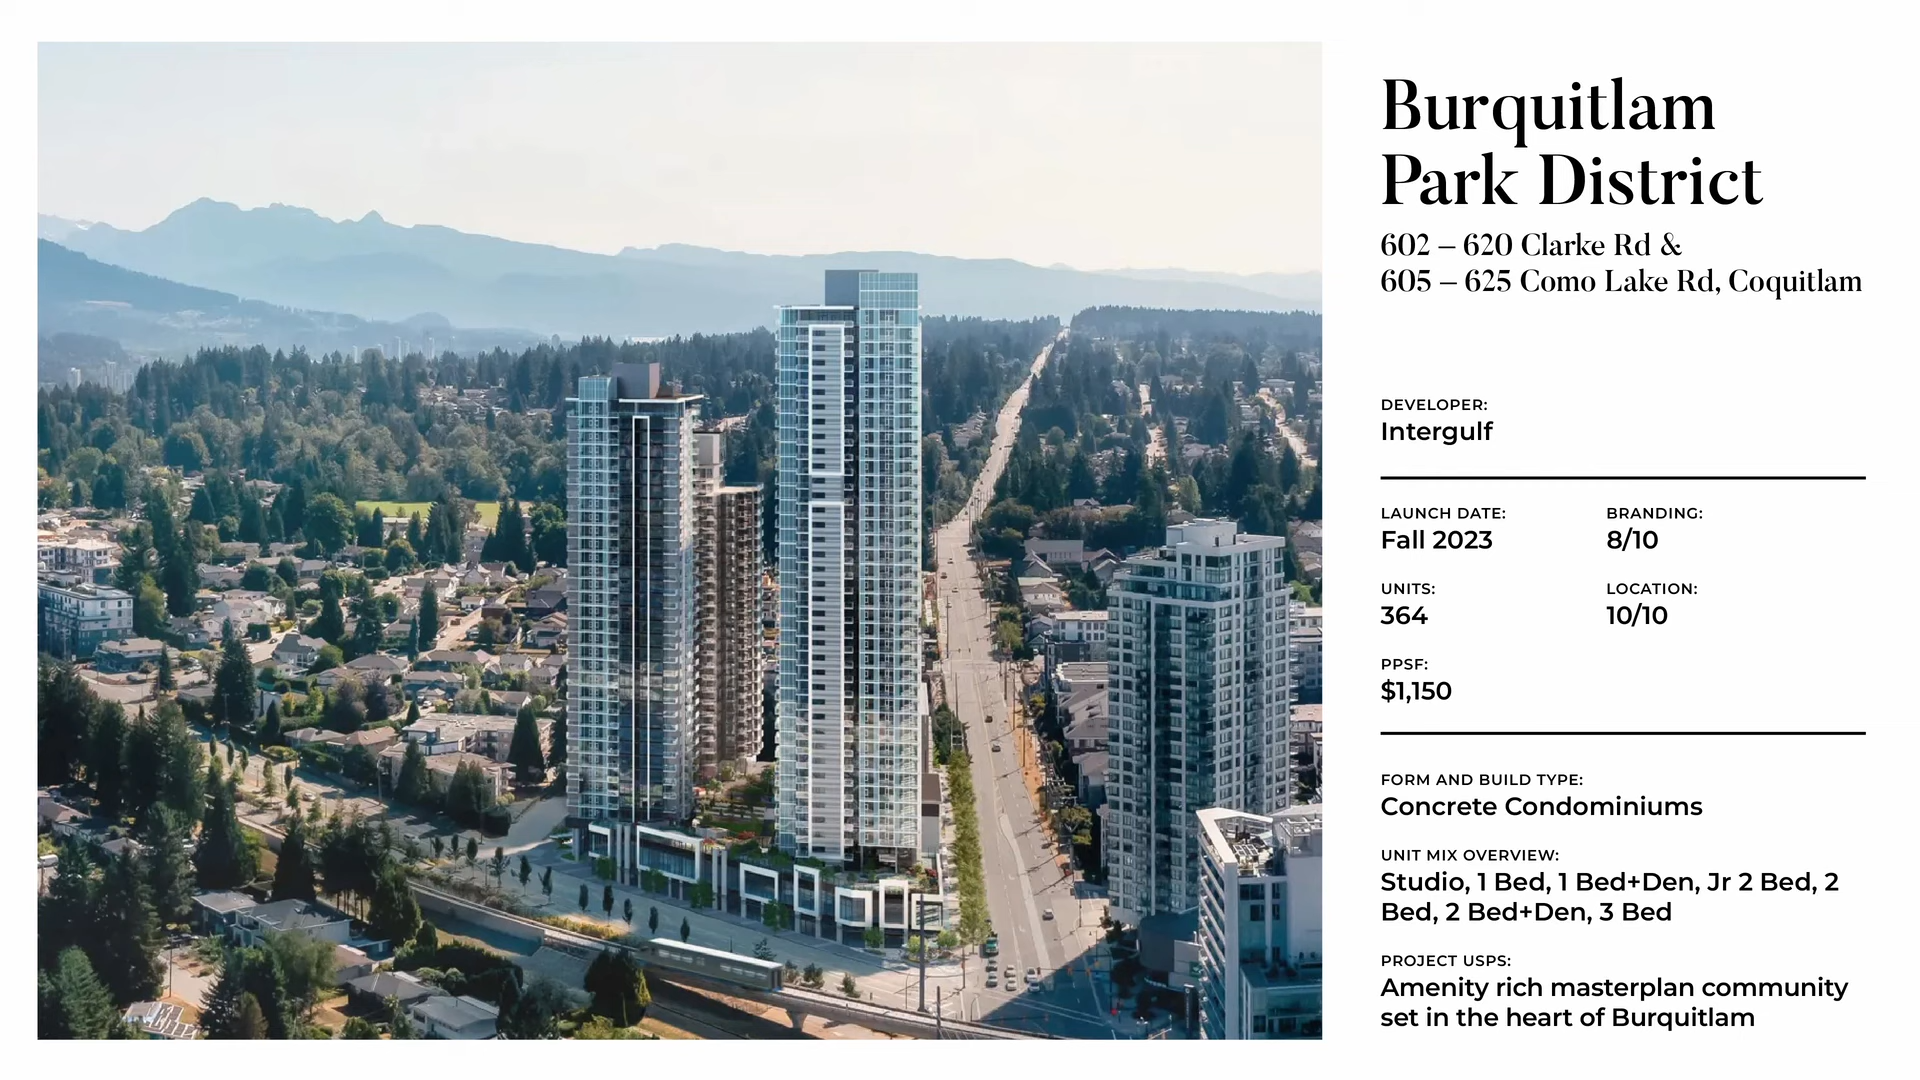 Burquitlam
Park District
602 – 620 Clarke Rd &
605 – 625 Como Lake Rd, Coquitlam
DEVELOPER:
Intergulf
LAUNCH DATE:
Fall 2023
BRANDING:
8/10
UNITS:
364
LOCATION:
10/10
PPSF:
$1,150
FORM AND BUILD TYPE:
Concrete Condominiums
UNIT MIX OVERVIEW:
Studio, 1 Bed, 1 Bed+Den, Jr 2 Bed, 2
Bed, 2 Bed+Den, 3 Bed
PROJECT USPS:
Amenity rich masterplan community
set in the heart of Burquitlam